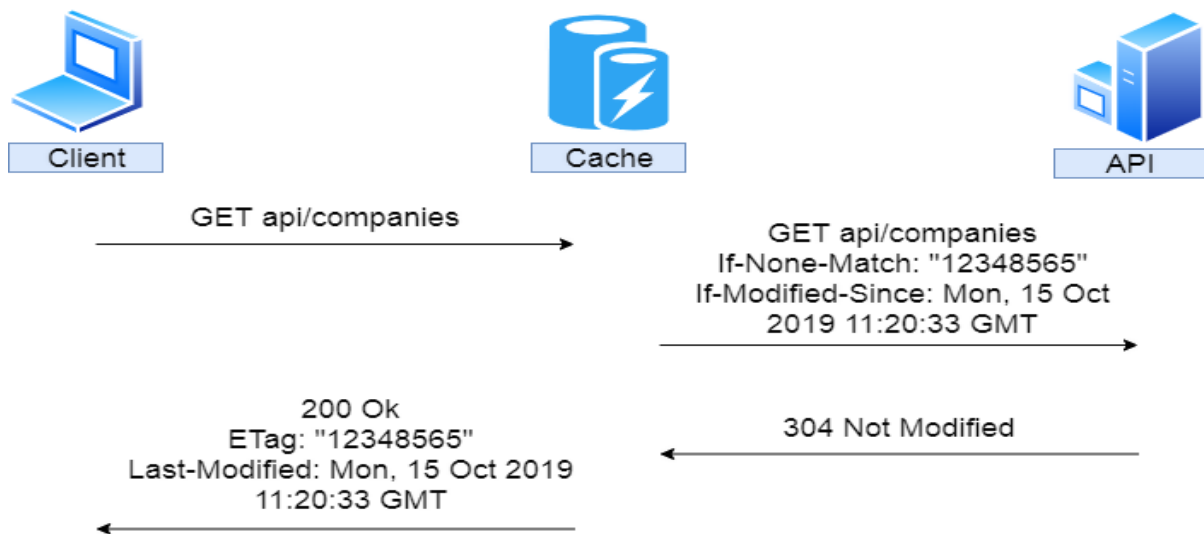 Client
Cache
API
GET api/companies
GET api/companies
If-None-Match: "12348565"
If-Modified-Since: Mon, 15 Oct
2019 11:20:33 GMT
200 Ok
ETag: "12348565"
Last-Modified: Mon, 15 Oct 2019
11:20:33 GMT
304 Not Modified